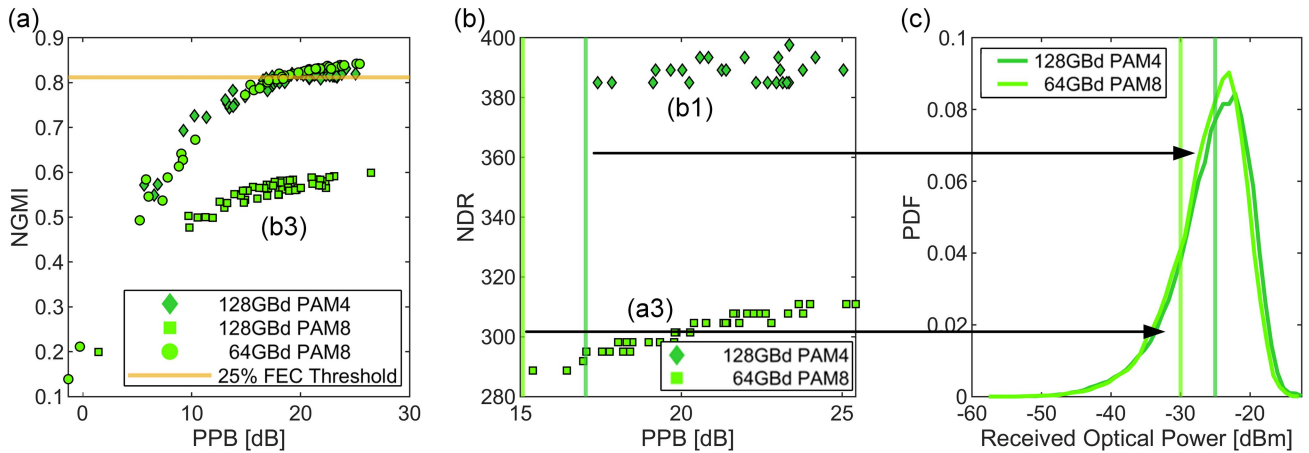 (a)
0.9
0.8
0.7
0.6
0.5
0.4
0.3
0.2
0.1
NGMI
0
10
20
30
PPB [dB]
(b3)
128GBd PAM4
128GBd PAM8
64GBd PAM8
25% FEC Threshold
(b)
400
380
360
340
320
300
280
NDR
15
20
25
PPB [dB]
(b1)
(a3)
128GBd PAM4
64GBd PAM8
(c)
0.1
0.08
0.06
0.04
0.02
0
PDF
-60
-50
-40
-30
-20
Received Optical Power [dBm]
128GBd PAM4
64GBd PAM8